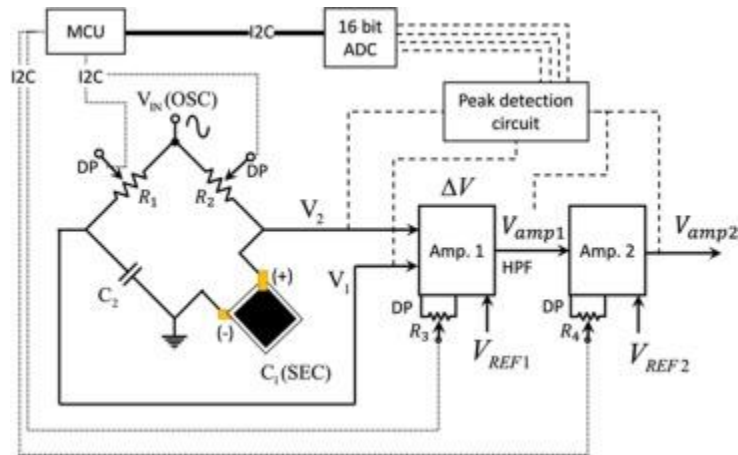 MCU
I2C
16 bit
ADC
I2C
I2C
V_IN(OSC)
Peak detection
circuit
DP
DP
R_1
R_2
V_2
ΔV
V_amp1
V_amp2
Amp. 1
Amp. 2
HPF
V_1
C_2
(+)
(-)
DP
R_3
DP
R_4
V_REF1
V_REF2
C_1(SEC)